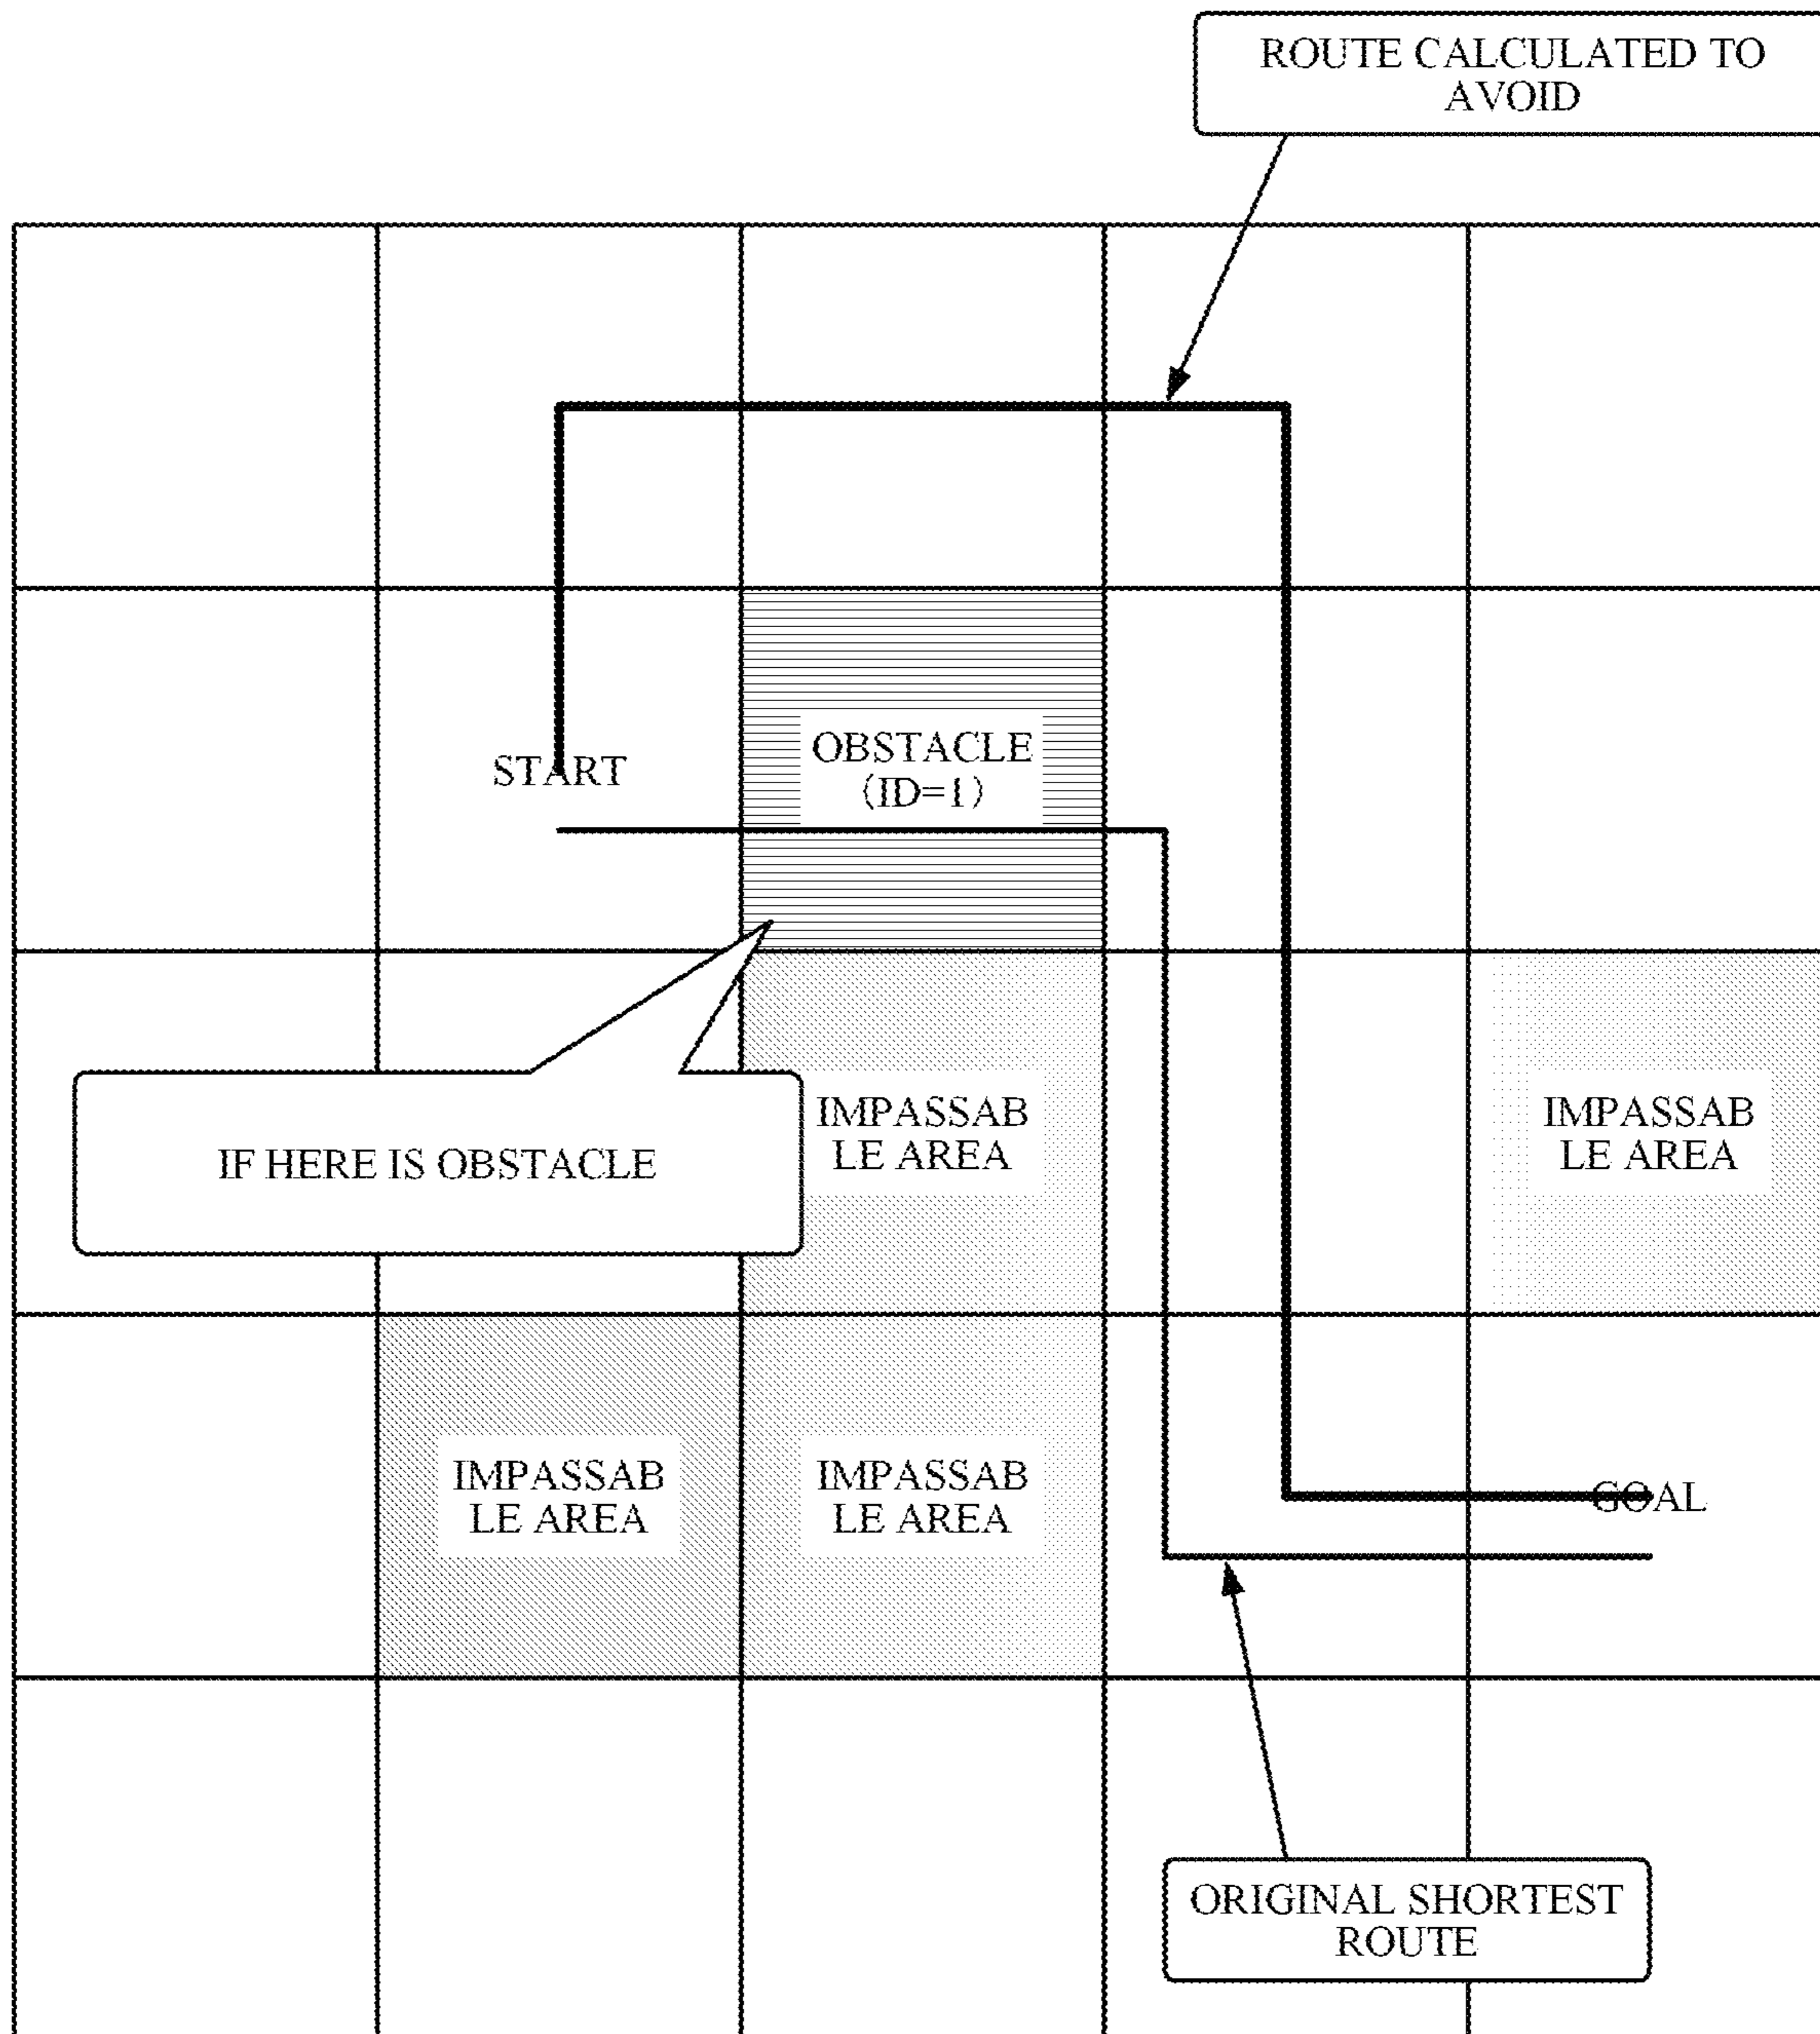 ROUTE CALCULATED TO
AVOID
START
OBSTACLE
(ID=1)
IF HERE IS OBSTACLE
IMPASSAB
LE AREA
IMPASSAB
LE AREA
IMPASSAB
LE AREA
IMPASSAB
LE AREA
GOAL
ORIGINAL SHORTEST
ROUTE